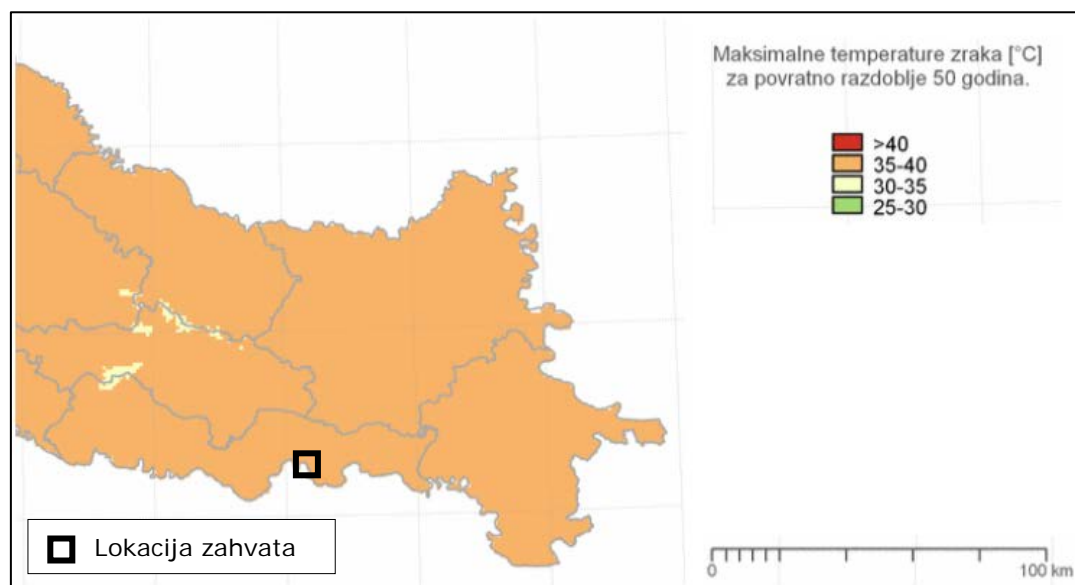 Maksimalne temperature zraka [°C]
za povratno razdoblje 50 godina.
>40
35-40
30-35
25-30
Lokacija zahvata
0 100 km